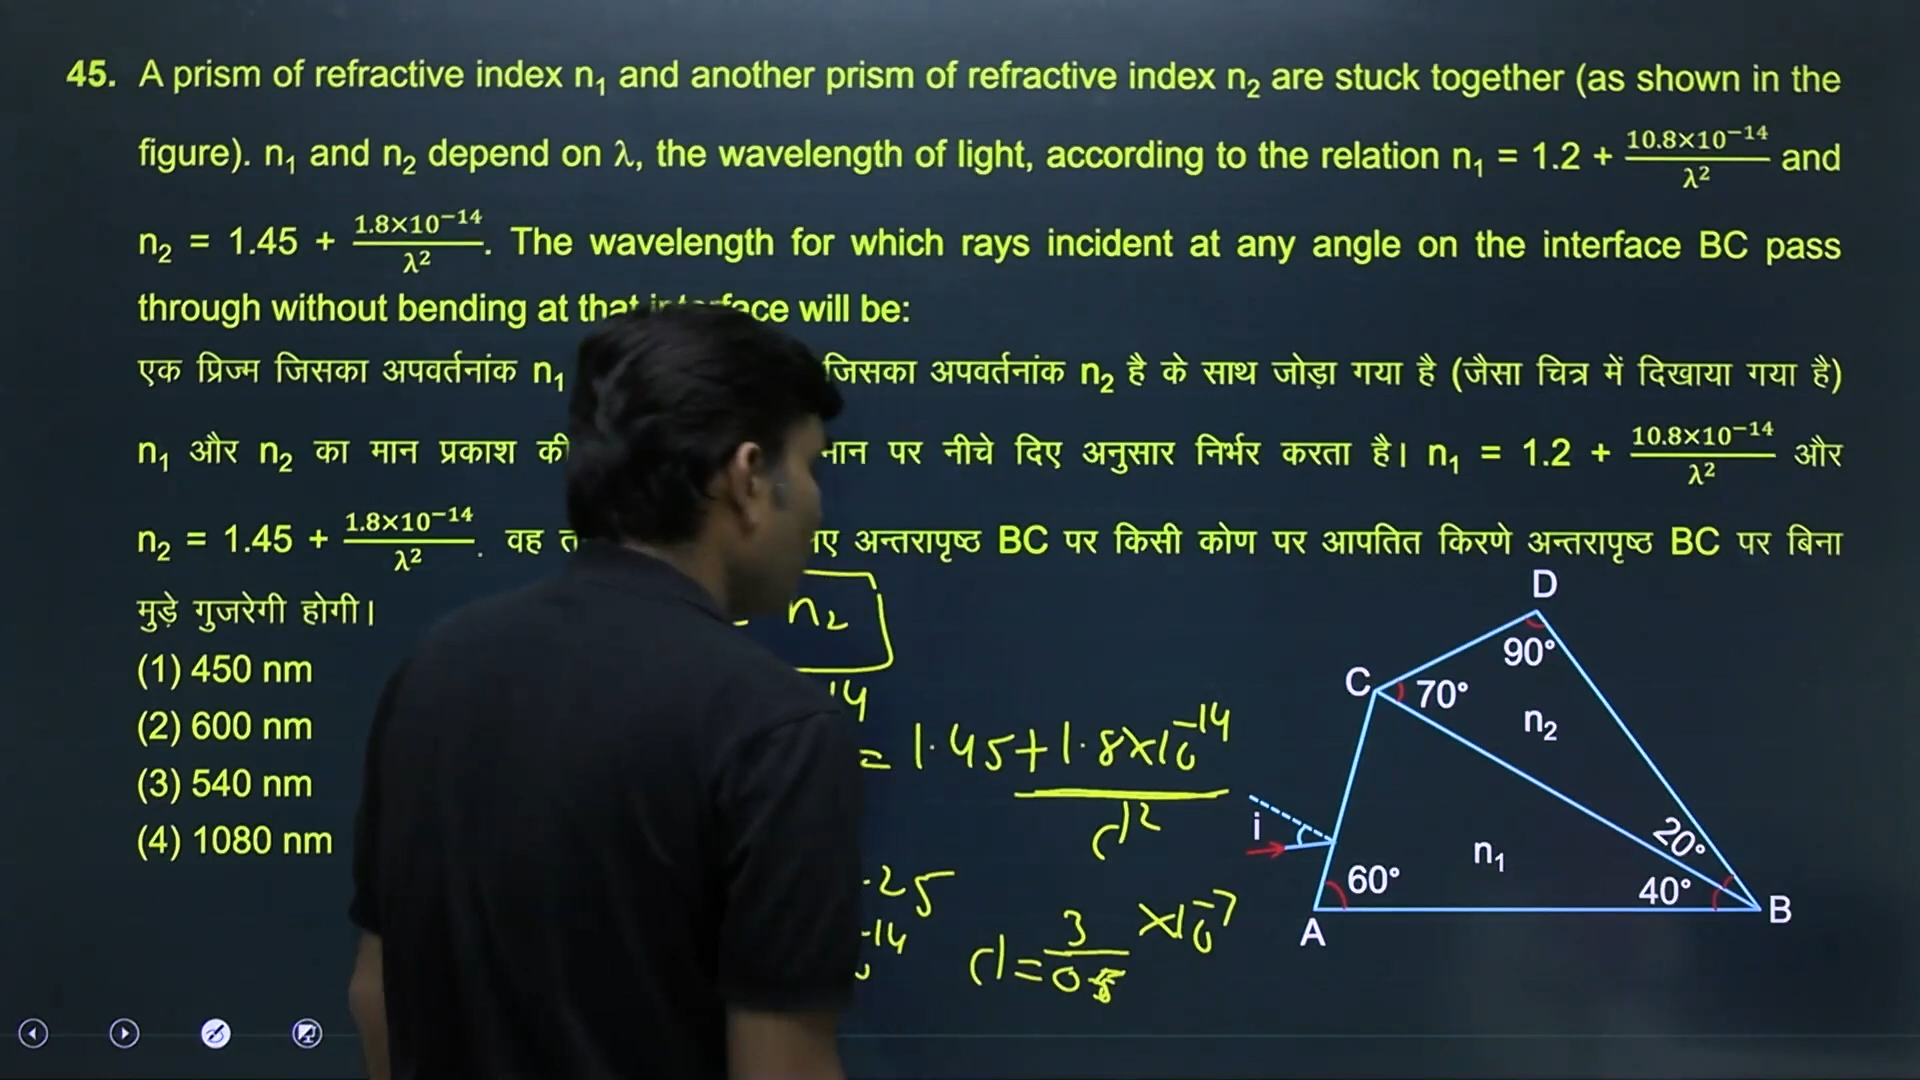 45. A prism of refractive index n₁ and another prism of refractive index n₂ are stuck together (as shown in the
figure). n₁ and n₂ depend on λ, the wavelength of light, according to the relation n₁ = 1.2 + 10.8×10⁻¹⁴/λ² and
n₂ = 1.45 + 1.8×10⁻¹⁴/λ². The wavelength for which rays incident at any angle on the interface BC pass
through without bending at that interface will be:
एक प्रिज्म जिसका अपवर्तनांक n₁ जिसका अपवर्तनांक n₂ है के साथ जोड़ा गया है (जैसा चित्र में दिखाया गया है)
n₁ और n₂ का मान प्रकाश की पर नीचे दिए अनुसार निर्भर करता है। n₁ = 1.2 + 10.8×10⁻¹⁴/λ² और
n₂ = 1.45 + 1.8×10⁻¹⁴/λ². वह अन्तरापृष्ठ BC पर किसी कोण पर आपतित किरणे अन्तरापृष्ठ BC पर बिना
मुड़े गुजरेगी होगी।
(1) 450 nm
(2) 600 nm
(3) 540 nm
(4) 1080 nm
n₂
14
= 1.45+1.8×10⁻¹⁴/λ²
.25
-14
λ = 3/0.5 ×10⁻⁷
D
90°
C 70°
n₂
i
n₁
20°
60°
40°
A
B